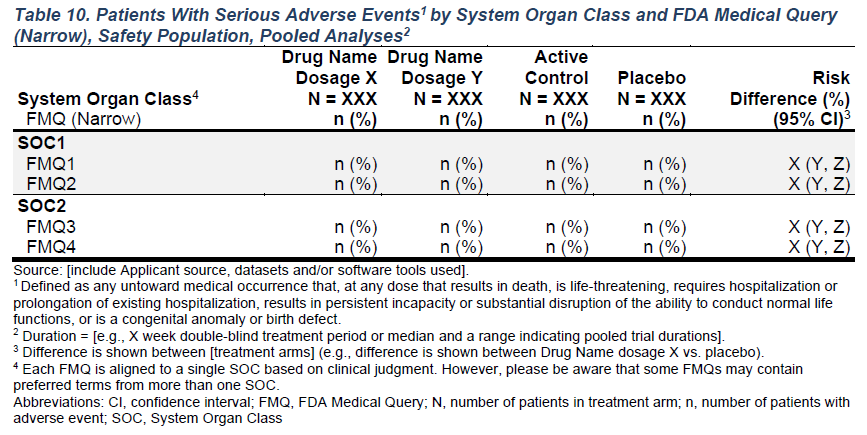 Table 10. Patients With Serious Adverse Events1 by System Organ Class and FDA Medical Query
(Narrow), Safety Population, Pooled Analyses2
Drug Name Drug Name Active
Dosage X Dosage Y Control Placebo Risk
System Organ Class4 N = XXX N = XXX N = XXX N = XXX Difference (%)
FMQ (Narrow) n (%) n (%) n (%) n (%) (95% CI)3
SOC1
FMQ1 n (%) n (%) n (%) n (%) X (Y, Z)
FMQ2 n (%) n (%) n (%) n (%) X (Y, Z)
SOC2
FMQ3 n (%) n (%) n (%) n (%) X (Y, Z)
FMQ4 n (%) n (%) n (%) n (%) X (Y, Z)
Source: [include Applicant source, datasets and/or software tools used].
1 Defined as any untoward medical occurrence that, at any dose that results in death, is life-threatening, requires hospitalization or
prolongation of existing hospitalization, results in persistent incapacity or substantial disruption of the ability to conduct normal life
functions, or is a congenital anomaly or birth defect.
2 Duration = [e.g., X week double-blind treatment period or median and a range indicating pooled trial durations].
3 Difference is shown between [treatment arms] (e.g., difference is shown between Drug Name dosage X vs. placebo).
4 Each FMQ is aligned to a single SOC based on clinical judgment. However, please be aware that some FMQs may contain
preferred terms from more than one SOC.
Abbreviations: CI, confidence interval; FMQ, FDA Medical Query; N, number of patients in treatment arm; n, number of patients with
adverse event; SOC, System Organ Class